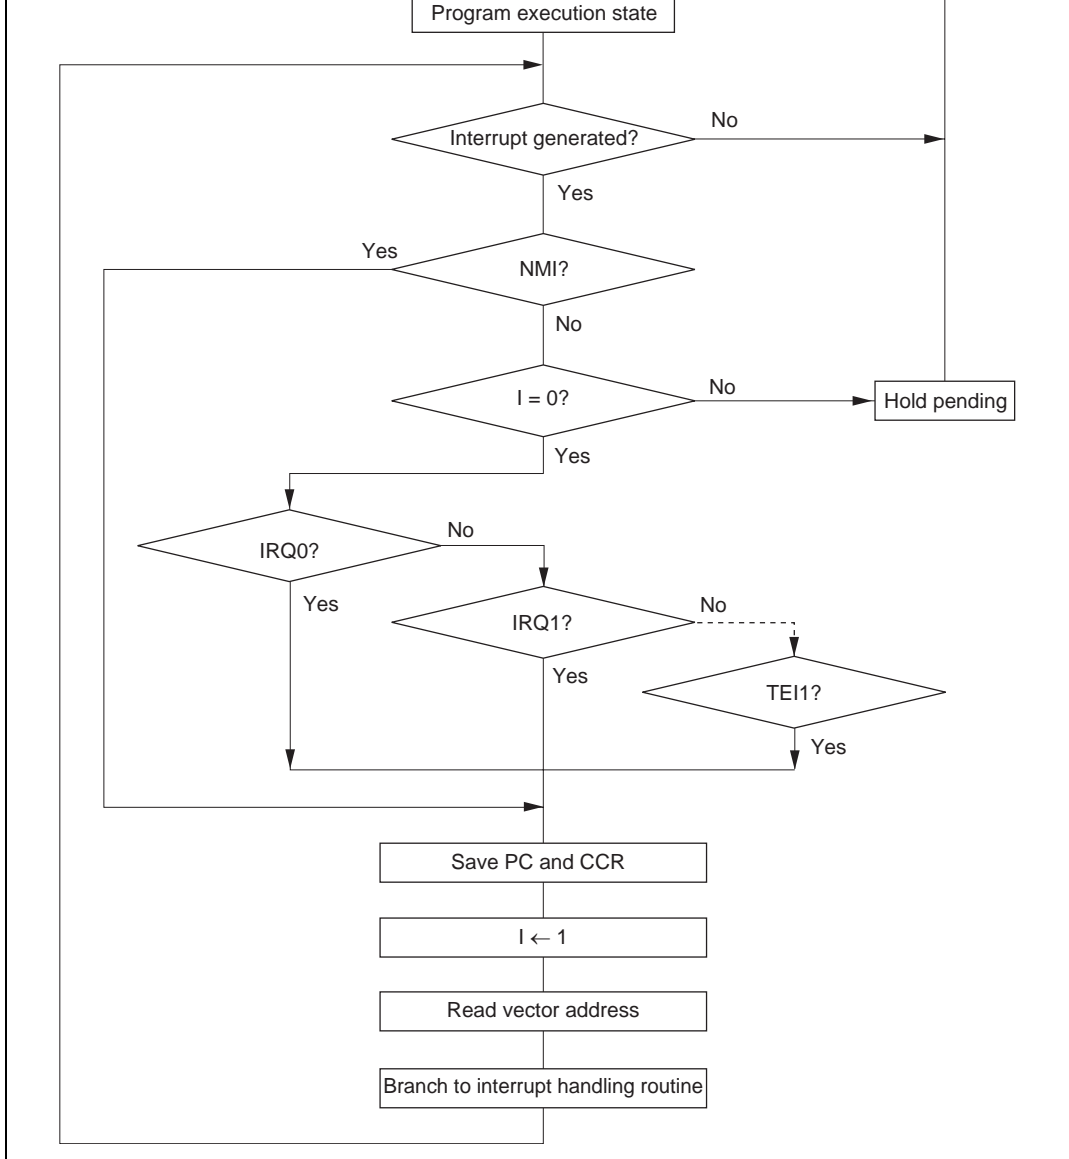 Program execution state
Interrupt generated?
No
Yes
Yes
NMI?
No
I = 0?
No
Hold pending
Yes
IRQ0?
No
Yes
IRQ1?
No
Yes
TEI1?
Yes
Save PC and CCR
I ← 1
Read vector address
Branch to interrupt handling routine